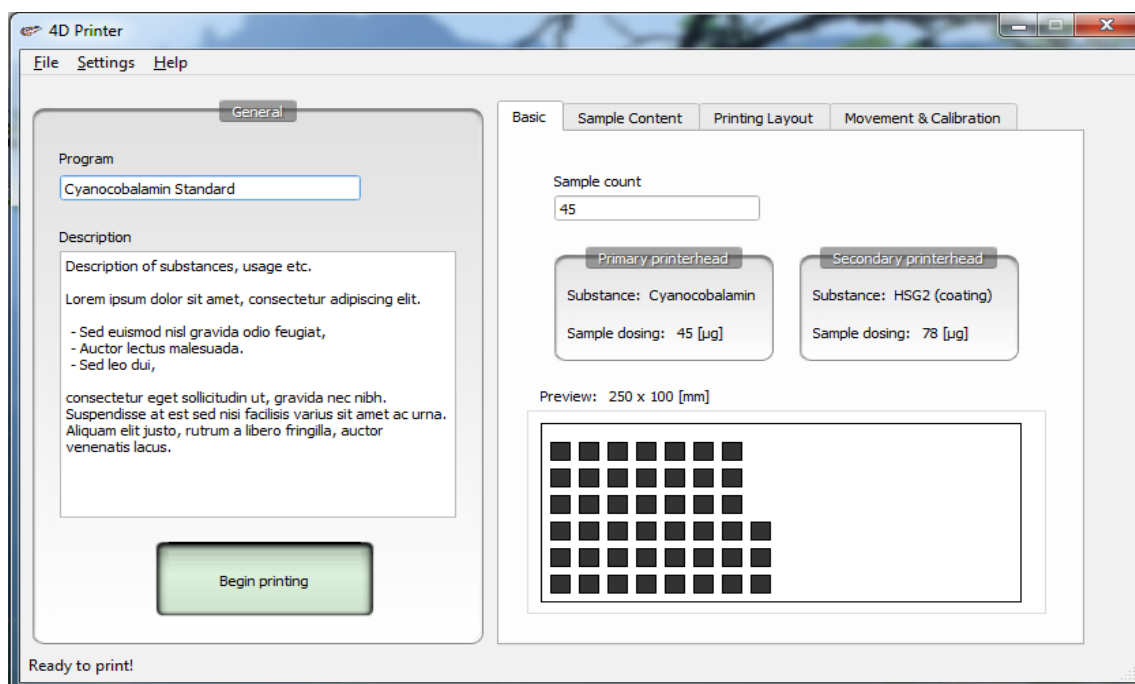 4D Printer
File Settings Help
General
Program
Cyanocobalamin Standard
Description
Description of substances, usage etc.
Lorem ipsum dolor sit amet, consectetur adipiscing elit.
- Sed euismod nisl gravida odio feugiat,
- Auctor lectus malesuada.
- Sed leo dui,
consectetur eget sollicitudin ut, gravida nec nibh.
Suspendisse at est sed nisi facilisis varius sit amet ac urna.
Aliquam elit justo, rutrum a libero fringilla, auctor
venenatis lacus.
Begin printing
Basic Sample Content Printing Layout Movement & Calibration
Sample count
45
Primary printerhead
Substance: Cyanocobalamin
Sample dosing: 45 [µg]
Secondary printerhead
Substance: HSG2 (coating)
Sample dosing: 78 [µg]
Preview: 250 x 100 [mm]
Ready to print!